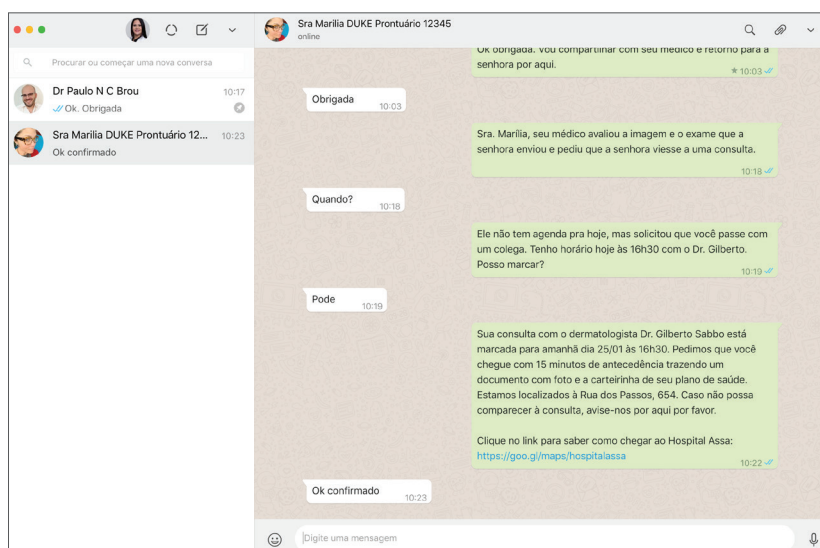 Sra Marilia DUKE Prontuário 12345
online
Procurar ou começar uma nova conversa
Dr Paulo N C Brou 10:17
Ok. Obrigada
Sra Marilia DUKE Prontuário 12... 10:23
Ok confirmado
Ok obrigada. Vou compartilhar com seu médico e retorno para a
senhora por aqui.
10:03
Obrigada
10:03
Sra. Marília, seu médico avaliou a imagem e o exame que a
senhora enviou e pediu que a senhora viesse a uma consulta.
10:18
Quando?
10:18
Ele não tem agenda pra hoje, mas solicitou que você passe com
um colega. Tenho horário hoje às 16h30 com o Dr. Gilberto.
Posso marcar?
10:19
Pode
10:19
Sua consulta com o dermatologista Dr. Gilberto Sabbo está
marcada para amanhã dia 25/01 às 16h30. Pedimos que você
chegue com 15 minutos de antecedência trazendo um
documento com foto e a carteirinha de seu plano de saúde.
Estamos localizados à Rua dos Passos, 654. Caso não possa
comparecer à consulta, avise-nos por aqui por favor.
Clique no link para saber como chegar ao Hospital Assa:
https://goo.gl/maps/hospitalassa
10:22
Ok confirmado
10:23
Digite uma mensagem